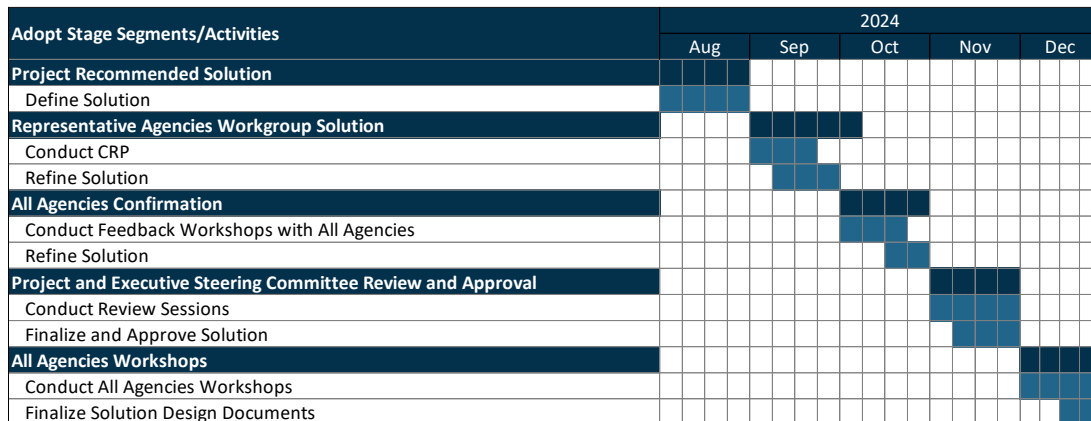 Adopt Stage Segments/Activities
2024
Aug Sep Oct Nov Dec
Project Recommended Solution
Define Solution
Representative Agencies Workgroup Solution
Conduct CRP
Refine Solution
All Agencies Confirmation
Conduct Feedback Workshops with All Agencies
Refine Solution
Project and Executive Steering Committee Review and Approval
Conduct Review Sessions
Finalize and Approve Solution
All Agencies Workshops
Conduct All Agencies Workshops
Finalize Solution Design Documents